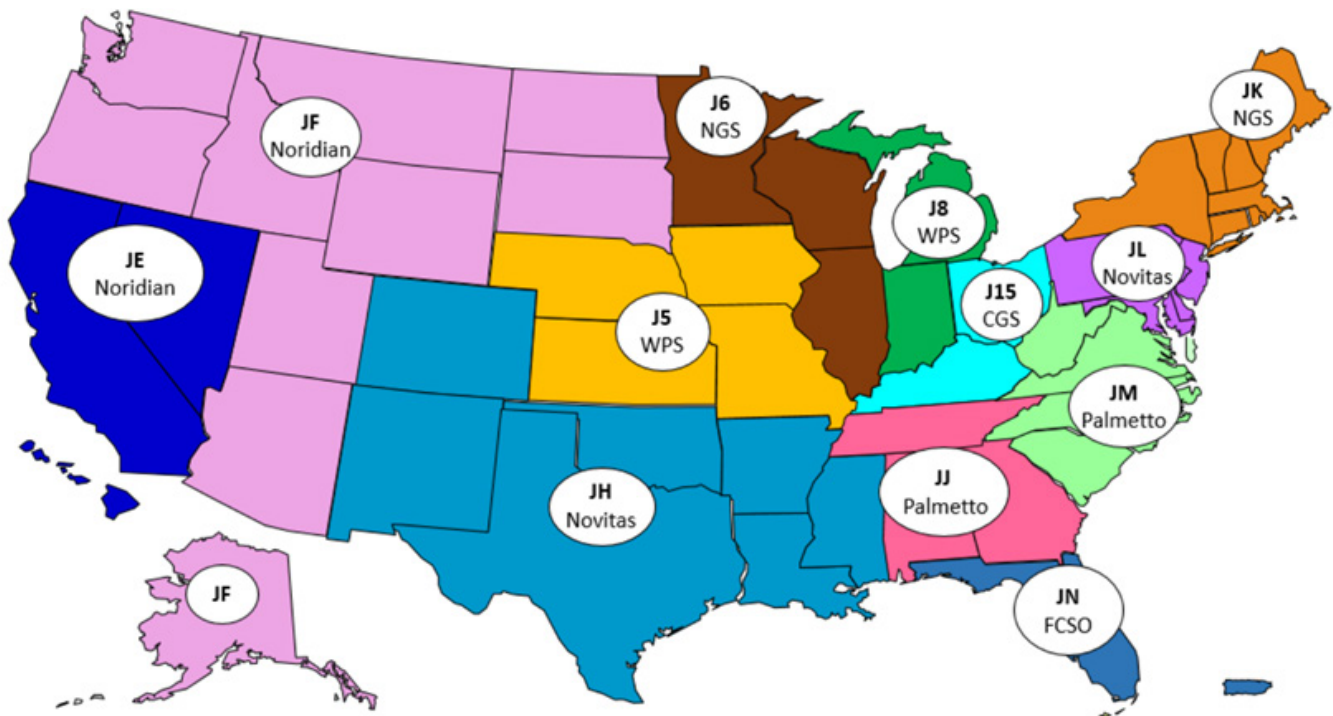 JF
Noridian
J6
NGS
JK
NGS
JE
Noridian
J8
WPS
JL
Novitas
J15
CGS
J5
WPS
JM
Palmetto
JH
Novitas
JJ
Palmetto
JF
JN
FCSO